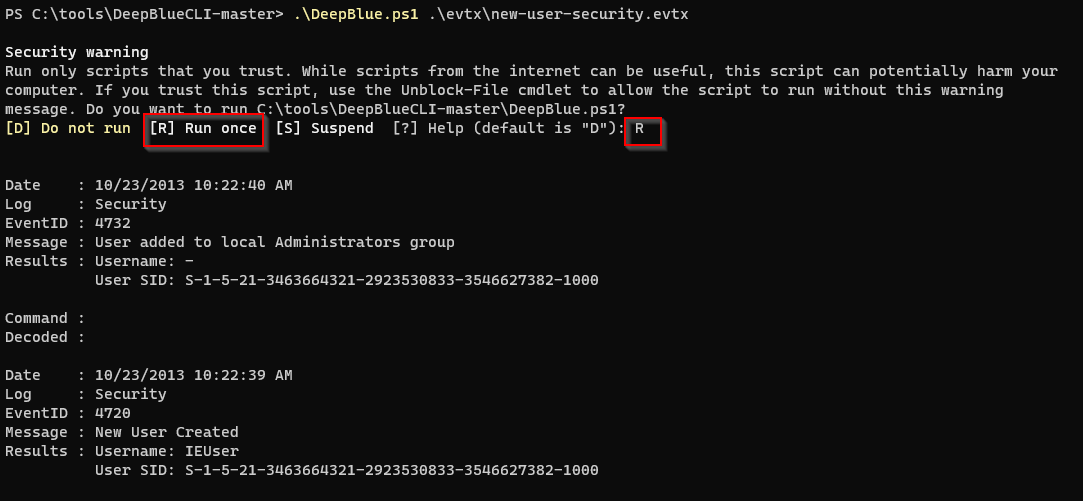 PS C:\tools\DeepBlueCLI-master> .\DeepBlue.ps1 .\evtx\new-user-security.evtx
Security warning
Run only scripts that you trust. While scripts from the internet can be useful, this script can potentially harm your
computer. If you trust this script, use the Unblock-File cmdlet to allow the script to run without this warning
message. Do you want to run C:\tools\DeepBlueCLI-master\DeepBlue.ps1?
[D] Do not run  [R] Run once  [S] Suspend  [?] Help (default is "D"): R
Date    : 10/23/2013 10:22:40 AM
Log     : Security
EventID : 4732
Message : User added to local Administrators group
Results : Username: -
          User SID: S-1-5-21-3463664321-2923530833-3546627382-1000
Command :
Decoded :
Date    : 10/23/2013 10:22:39 AM
Log     : Security
EventID : 4720
Message : New User Created
Results : Username: IEUser
          User SID: S-1-5-21-3463664321-2923530833-3546627382-1000